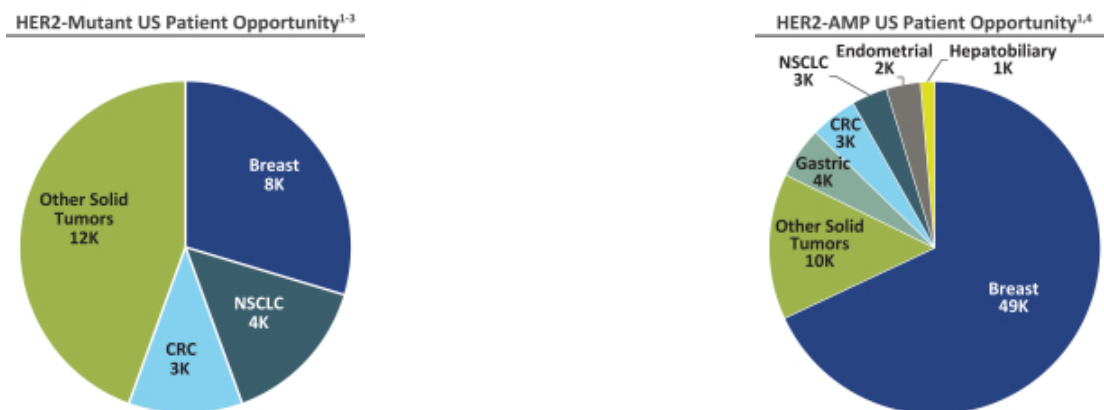 HER2-Mutant US Patient Opportunity1-3
Breast
8K
NSCLC
4K
CRC
3K
Other Solid
Tumors
12K
HER2-AMP US Patient Opportunity1,4
Hepatobiliary
1K
Endometrial
2K
NSCLC
3K
CRC
3K
Gastric
4K
Other Solid
Tumors
10K
Breast
49K